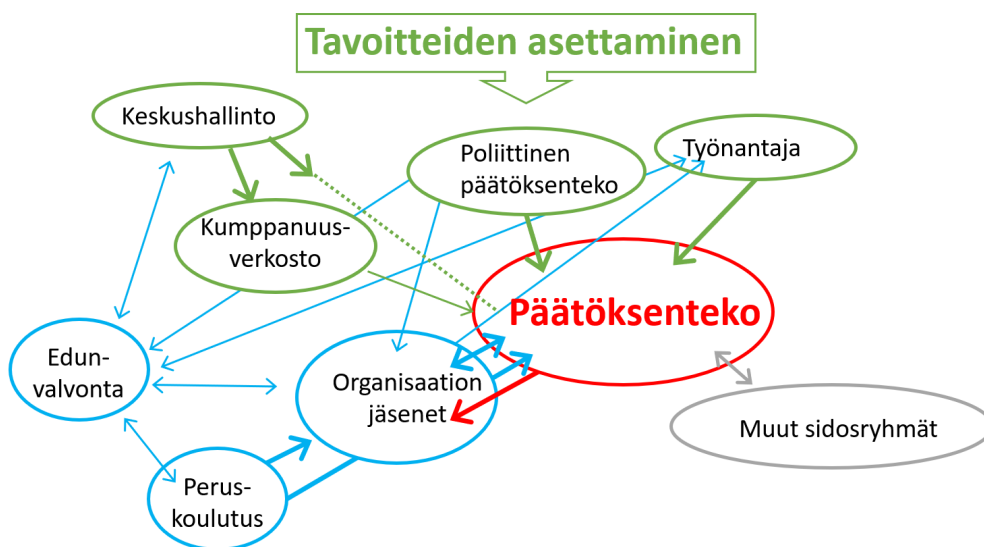 Tavoitteiden asettaminen
Keskushallinto
Poliittinen
päätöksenteko
Työnantaja
Kumppanuus-
verkosto
Päätöksenteko
Edun-
valvonta
Organisaation
jäsenet
Muut sidosryhmät
Perus-
koulutus